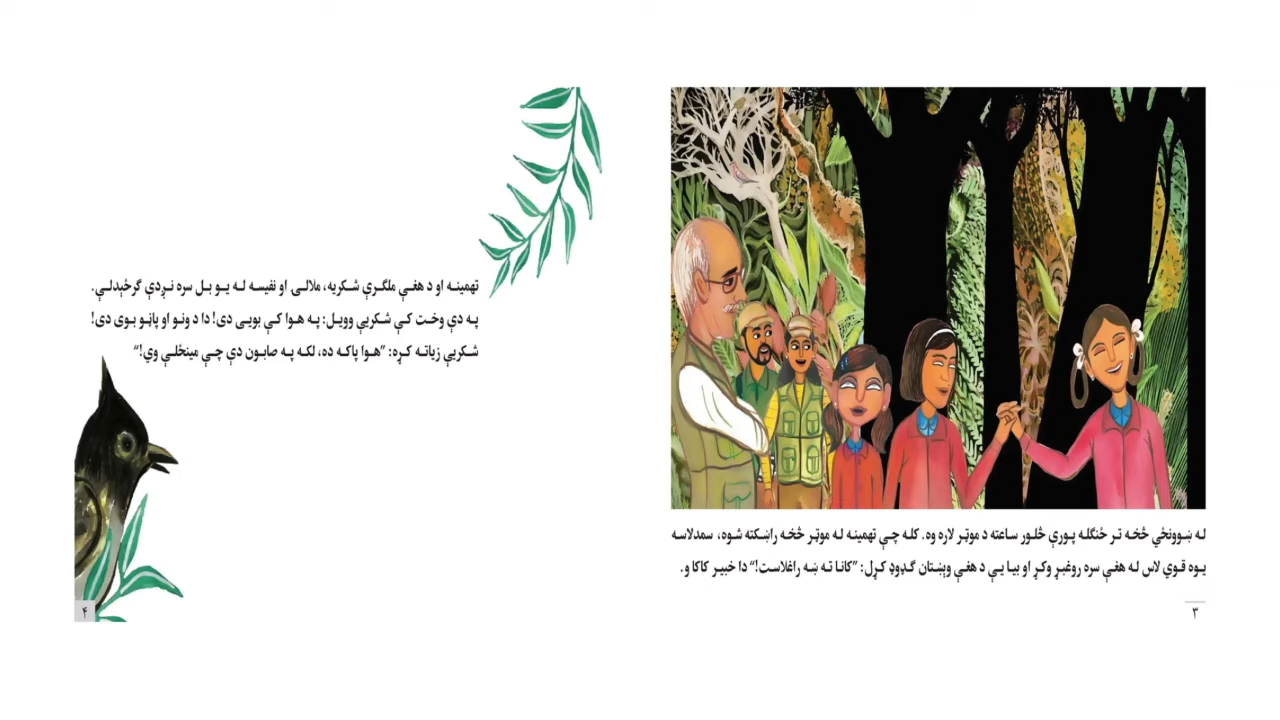 له ښوونځي څخه تر ځنګله پورې څلور ساعته د موټر لاره وه. کله چې تهمینه له موټر څخه راښکته شوه، سمدلاسه
یوه قوي لاس له هغې سره روغبړ وکړ او بیا یې د هغې وېښتان ګډوډ کړل: ”کانا ته ښه راغلاست!“ دا خبیر کاکا و.
۳
تهمینه او د هغې ملګرې شکریه، ملالۍ او نفیسه له یو بل سره نږدې ګرځېدلې.
په دې وخت کې شکریې وویل: په هوا کې بویی دی! دا د ونو او پاڼو بوی دی!
شکریې زیاته کړه: ”هوا پاکه ده، لکه په صابون دې چې مینځلې وي!“
۴